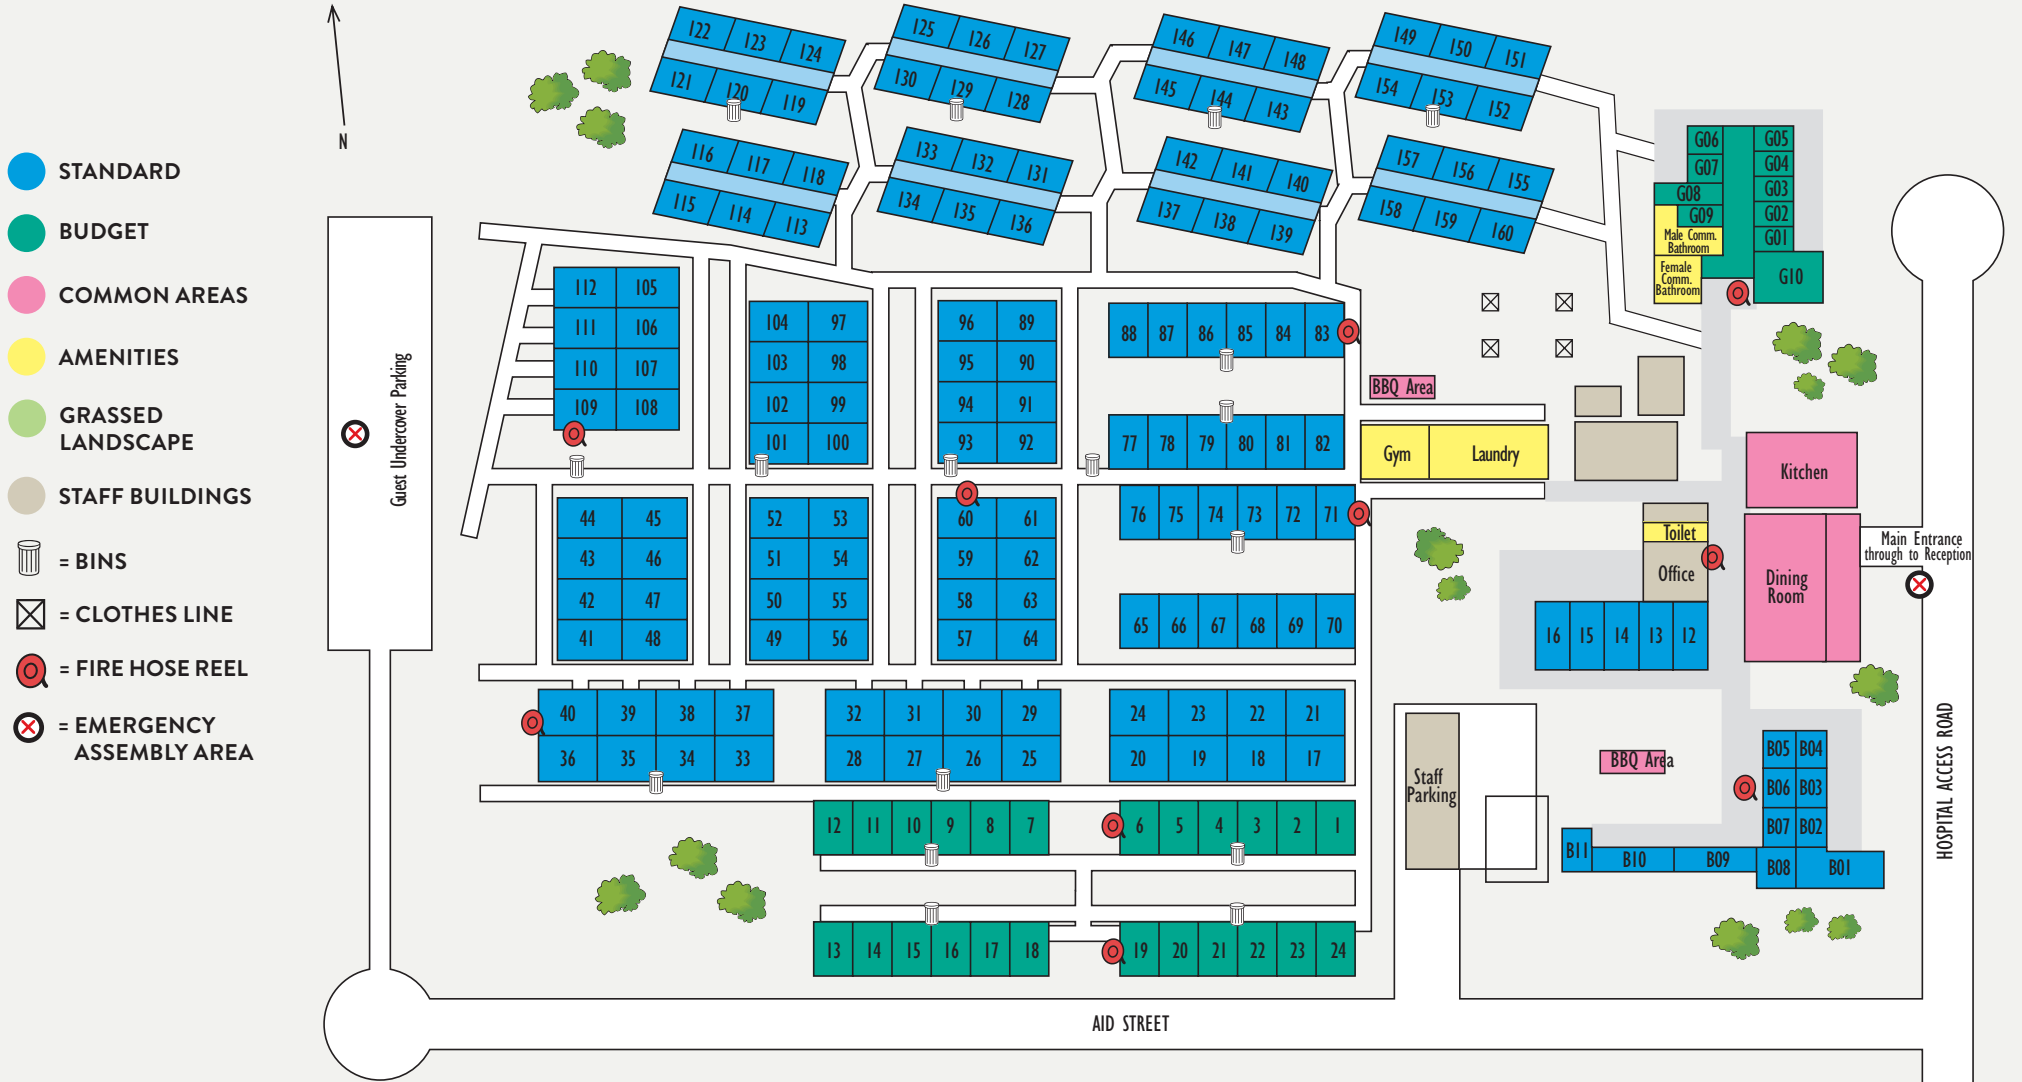 N
STANDARD
BUDGET
COMMON AREAS
AMENITIES
GRASSED
LANDSCAPE
STAFF BUILDINGS
= BINS
= CLOTHES LINE
= FIRE HOSE REEL
= EMERGENCY
ASSEMBLY AREA
Guest Undercover Parking
122 123 124
121 120 119
125 126 127
130 129 128
146 147 148
145 144 143
149 150 151
154 153 152
116 117 118
115 114 113
133 132 131
134 135 136
142 141 140
137 138 139
157 156 155
158 159 160
G06 G05
G07 G04
G08 G03
G09 G02
G01
Male Comm.
Bathroom
Female
Comm.
Bathroom
G10
112 105
111 106
110 107
109 108
104 97
103 98
102 99
101 100
96 89
95 90
94 91
93 92
88 87 86 85 84 83
77 78 79 80 81 82
BBQ Area
Gym
Laundry
Kitchen
44 45
43 46
42 47
41 48
52 53
51 54
50 55
49 56
60 61
59 62
58 63
57 64
76 75 74 73 72 71
65 66 67 68 69 70
Toilet
Office
16 15 14 13 12
Dining
Room
Main Entrance
through to Reception
40 39 38 37
36 35 34 33
32 31 30 29
28 27 26 25
24 23 22 21
20 19 18 17
12 11 10 9 8 7
6 5 4 3 2 1
13 14 15 16 17 18
19 20 21 22 23 24
Staff
Parking
BBQ Area
B05 B04
B06 B03
B07 B02
B11 B10 B09 B08 B01
HOSPITAL ACCESS ROAD
AID STREET